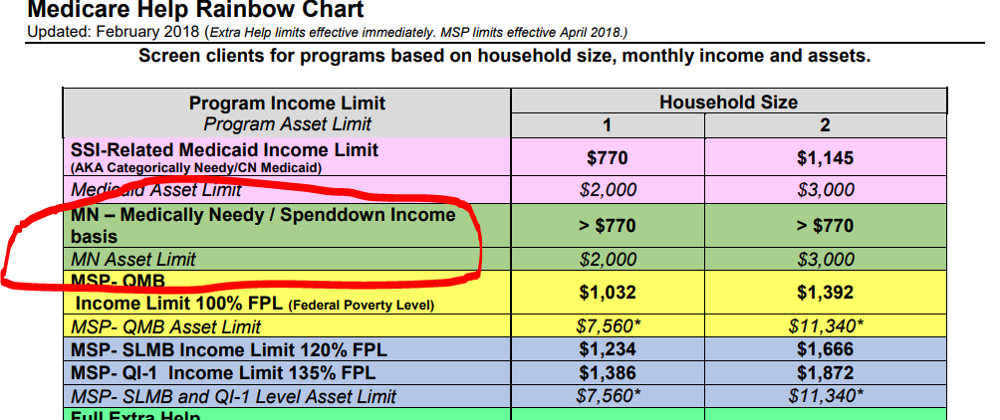 Medicare Help Rainbow Chart
Updated: February 2018 (Extra Help limits effective immediately. MSP limits effective April 2018.)
Screen clients for programs based on household size, monthly income and assets.
Program Income Limit
Program Asset Limit
Household Size
1 2
SSI-Related Medicaid Income Limit
(AKA Categorically Needy/CN Medicaid)
$770 $1,145
Medicaid Asset Limit $2,000 $3,000
MN – Medically Needy / Spenddown Income
basis
> $770 > $770
MN Asset Limit $2,000 $3,000
MSP- QMB
Income Limit 100% FPL (Federal Poverty Level)
$1,032 $1,392
MSP- QMB Asset Limit $7,560* $11,340*
MSP- SLMB Income Limit 120% FPL $1,234 $1,666
MSP- QI-1 Income Limit 135% FPL $1,386 $1,872
MSP- SLMB and QI-1 Level Asset Limit $7,560* $11,340*
Full Extra Help